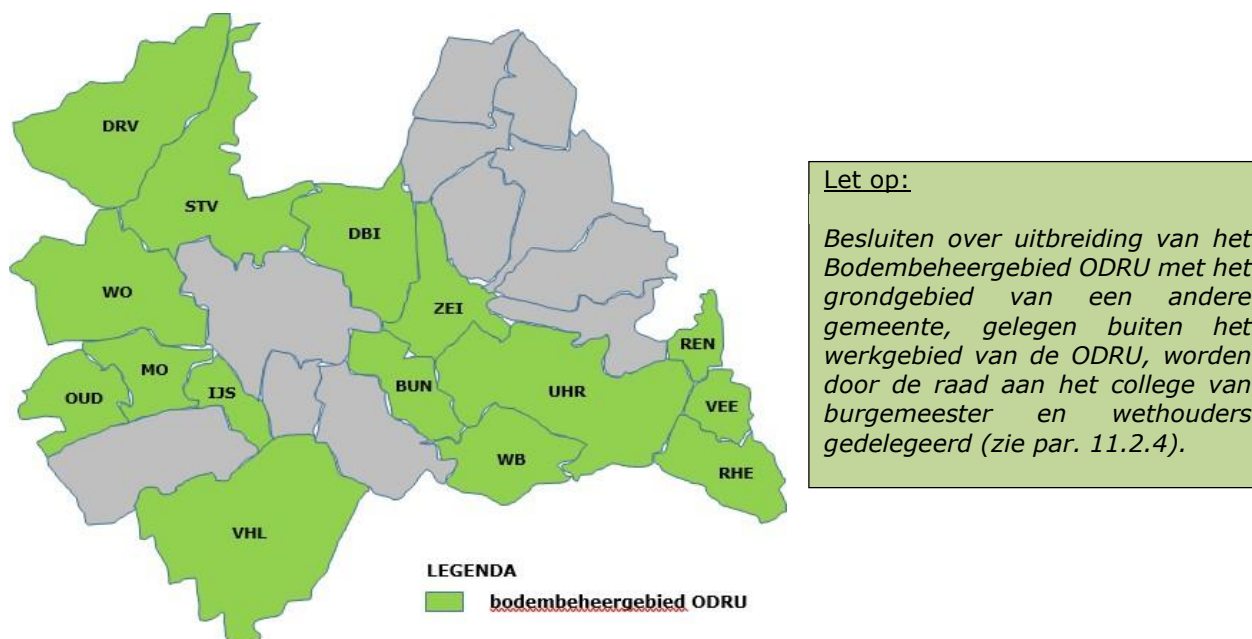 DRV
STV
DBI
WO
ZEI
REN
MO
BUN
UHR
OUD
IJS
VEE
WB
RHE
VHL
LEGENDA
bodembeheergebied ODRU
Let op:
Besluiten over uitbreiding van het
Bodembeheergebied ODRU met het
grondgebied van een andere
gemeente, gelegen buiten het
werkgebied van de ODRU, worden
door de raad aan het college van
burgemeester en wethouders
gedelegeerd (zie par. 11.2.4).